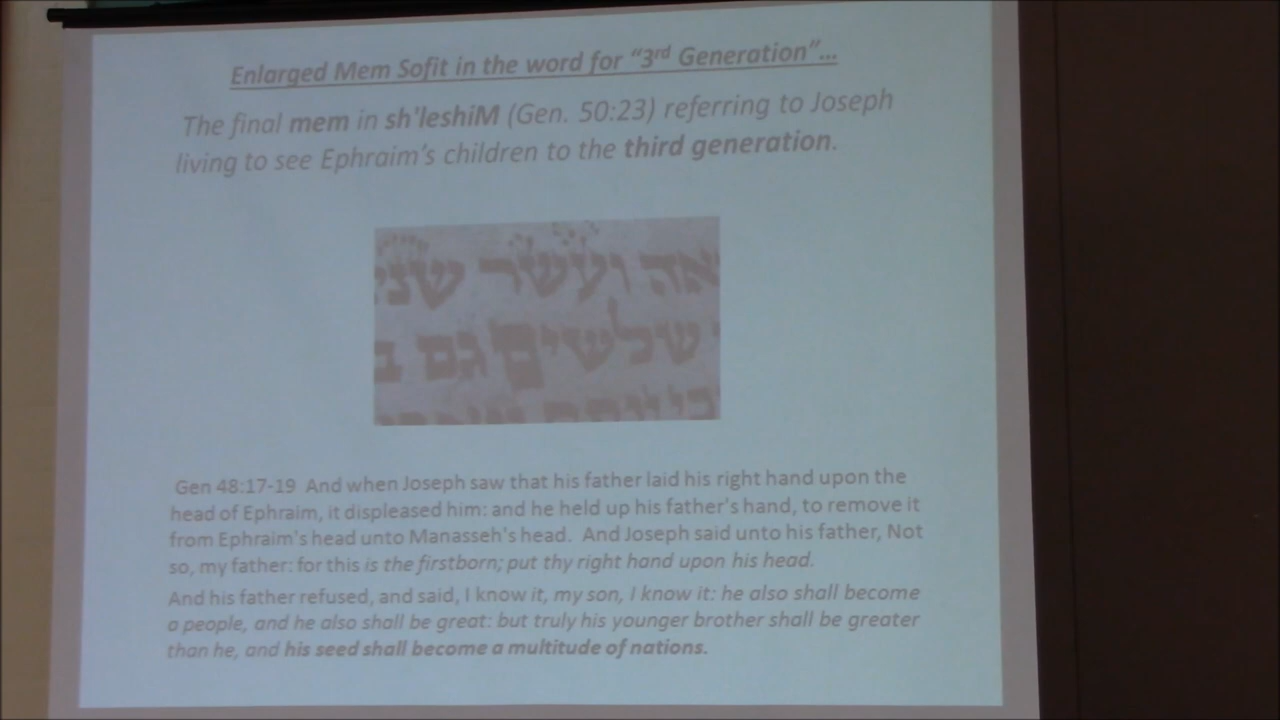 Enlarged Mem Sofit in the word for “3rd Generation”...
The final mem in sh'leshiM (Gen. 50:23) referring to Joseph
living to see Ephraim’s children to the third generation.
אה ועשר שני
שלשים גם ב
Gen 48:17-19 And when Joseph saw that his father laid his right hand upon the
head of Ephraim, it displeased him: and he held up his father's hand, to remove it
from Ephraim's head unto Manasseh's head. And Joseph said unto his father, Not
so, my father: for this is the firstborn; put thy right hand upon his head.
And his father refused, and said, I know it, my son, I know it: he also shall become
a people, and he also shall be great: but truly his younger brother shall be greater
than he, and his seed shall become a multitude of nations.